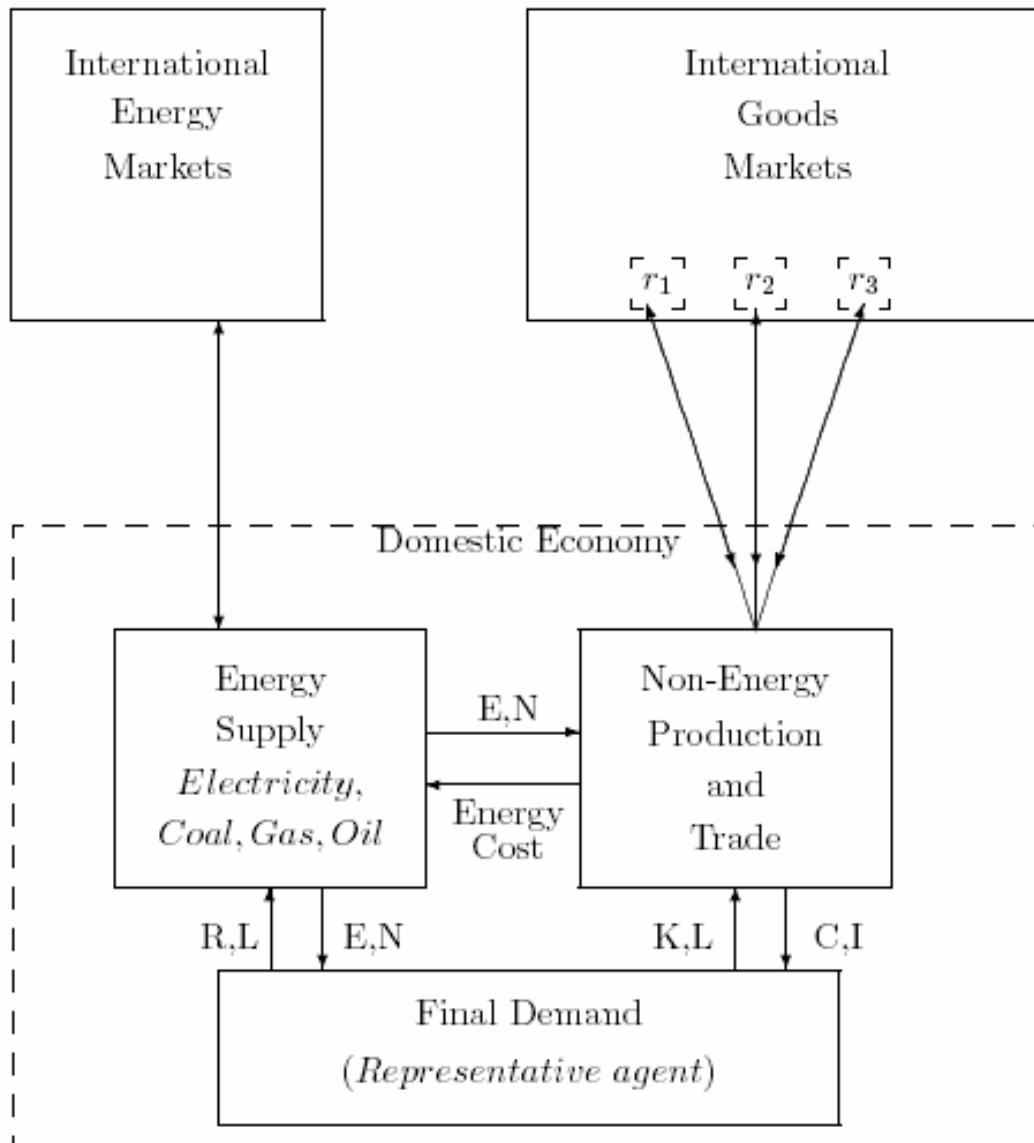 International
Energy
Markets
International
Goods
Markets
r1
r2
r3
Domestic Economy
Energy
Supply
Electricity,
Coal, Gas, Oil
E,N
Energy
Cost
Non-Energy
Production
and
Trade
R,L
E,N
K,L
C,I
Final Demand
(Representative agent)